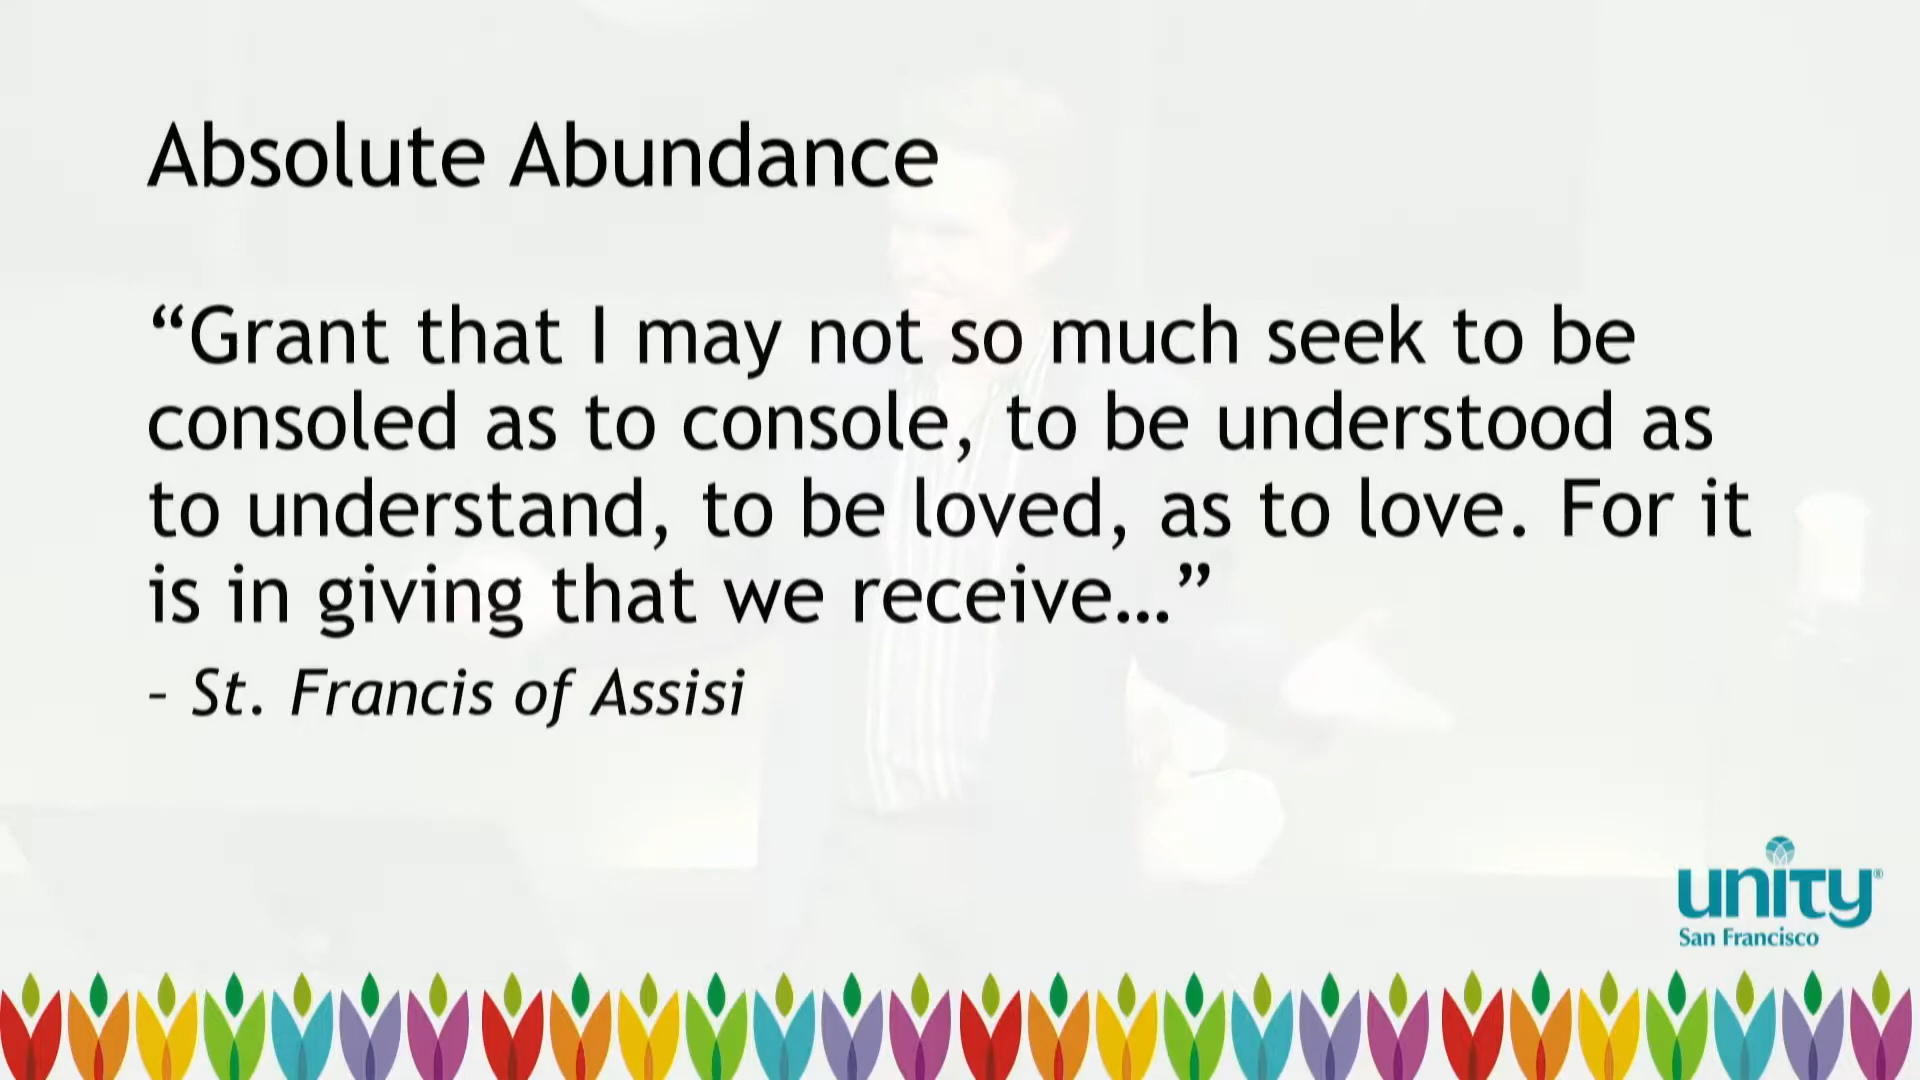 Absolute Abundance
“Grant that I may not so much seek to be
consoled as to console, to be understood as
to understand, to be loved, as to love. For it
is in giving that we receive…”
– St. Francis of Assisi
unity®
San Francisco